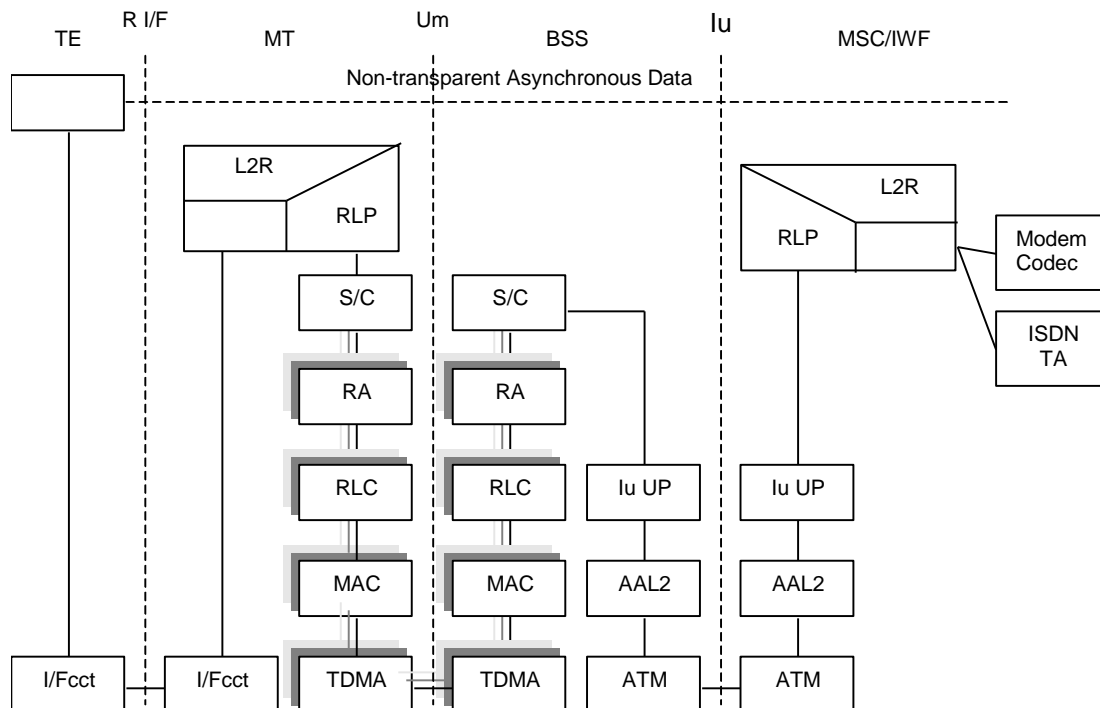 R I/F Um Iu
TE MT BSS MSC/IWF
Non-transparent Asynchronous Data
L2R
RLP
L2R
RLP
Modem
Codec
S/C S/C
ISDN
TA
RA RA
RLC RLC Iu UP Iu UP
MAC MAC AAL2 AAL2
I/Fcct I/Fcct TDMA TDMA ATM ATM